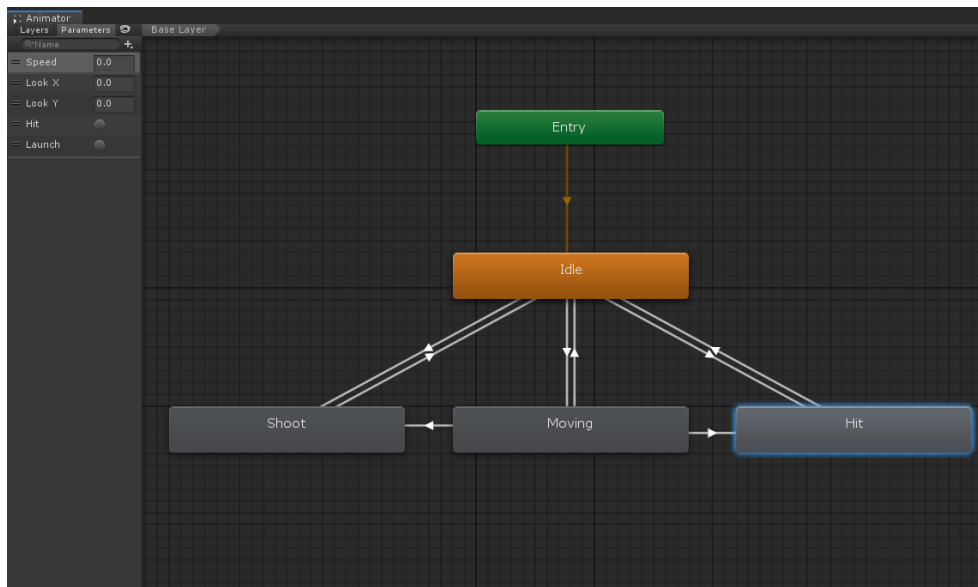 Animator
Layers Parameters
Base Layer
Name
Speed 0.0
Look X 0.0
Look Y 0.0
Hit
Launch
Entry
Idle
Shoot
Moving
Hit